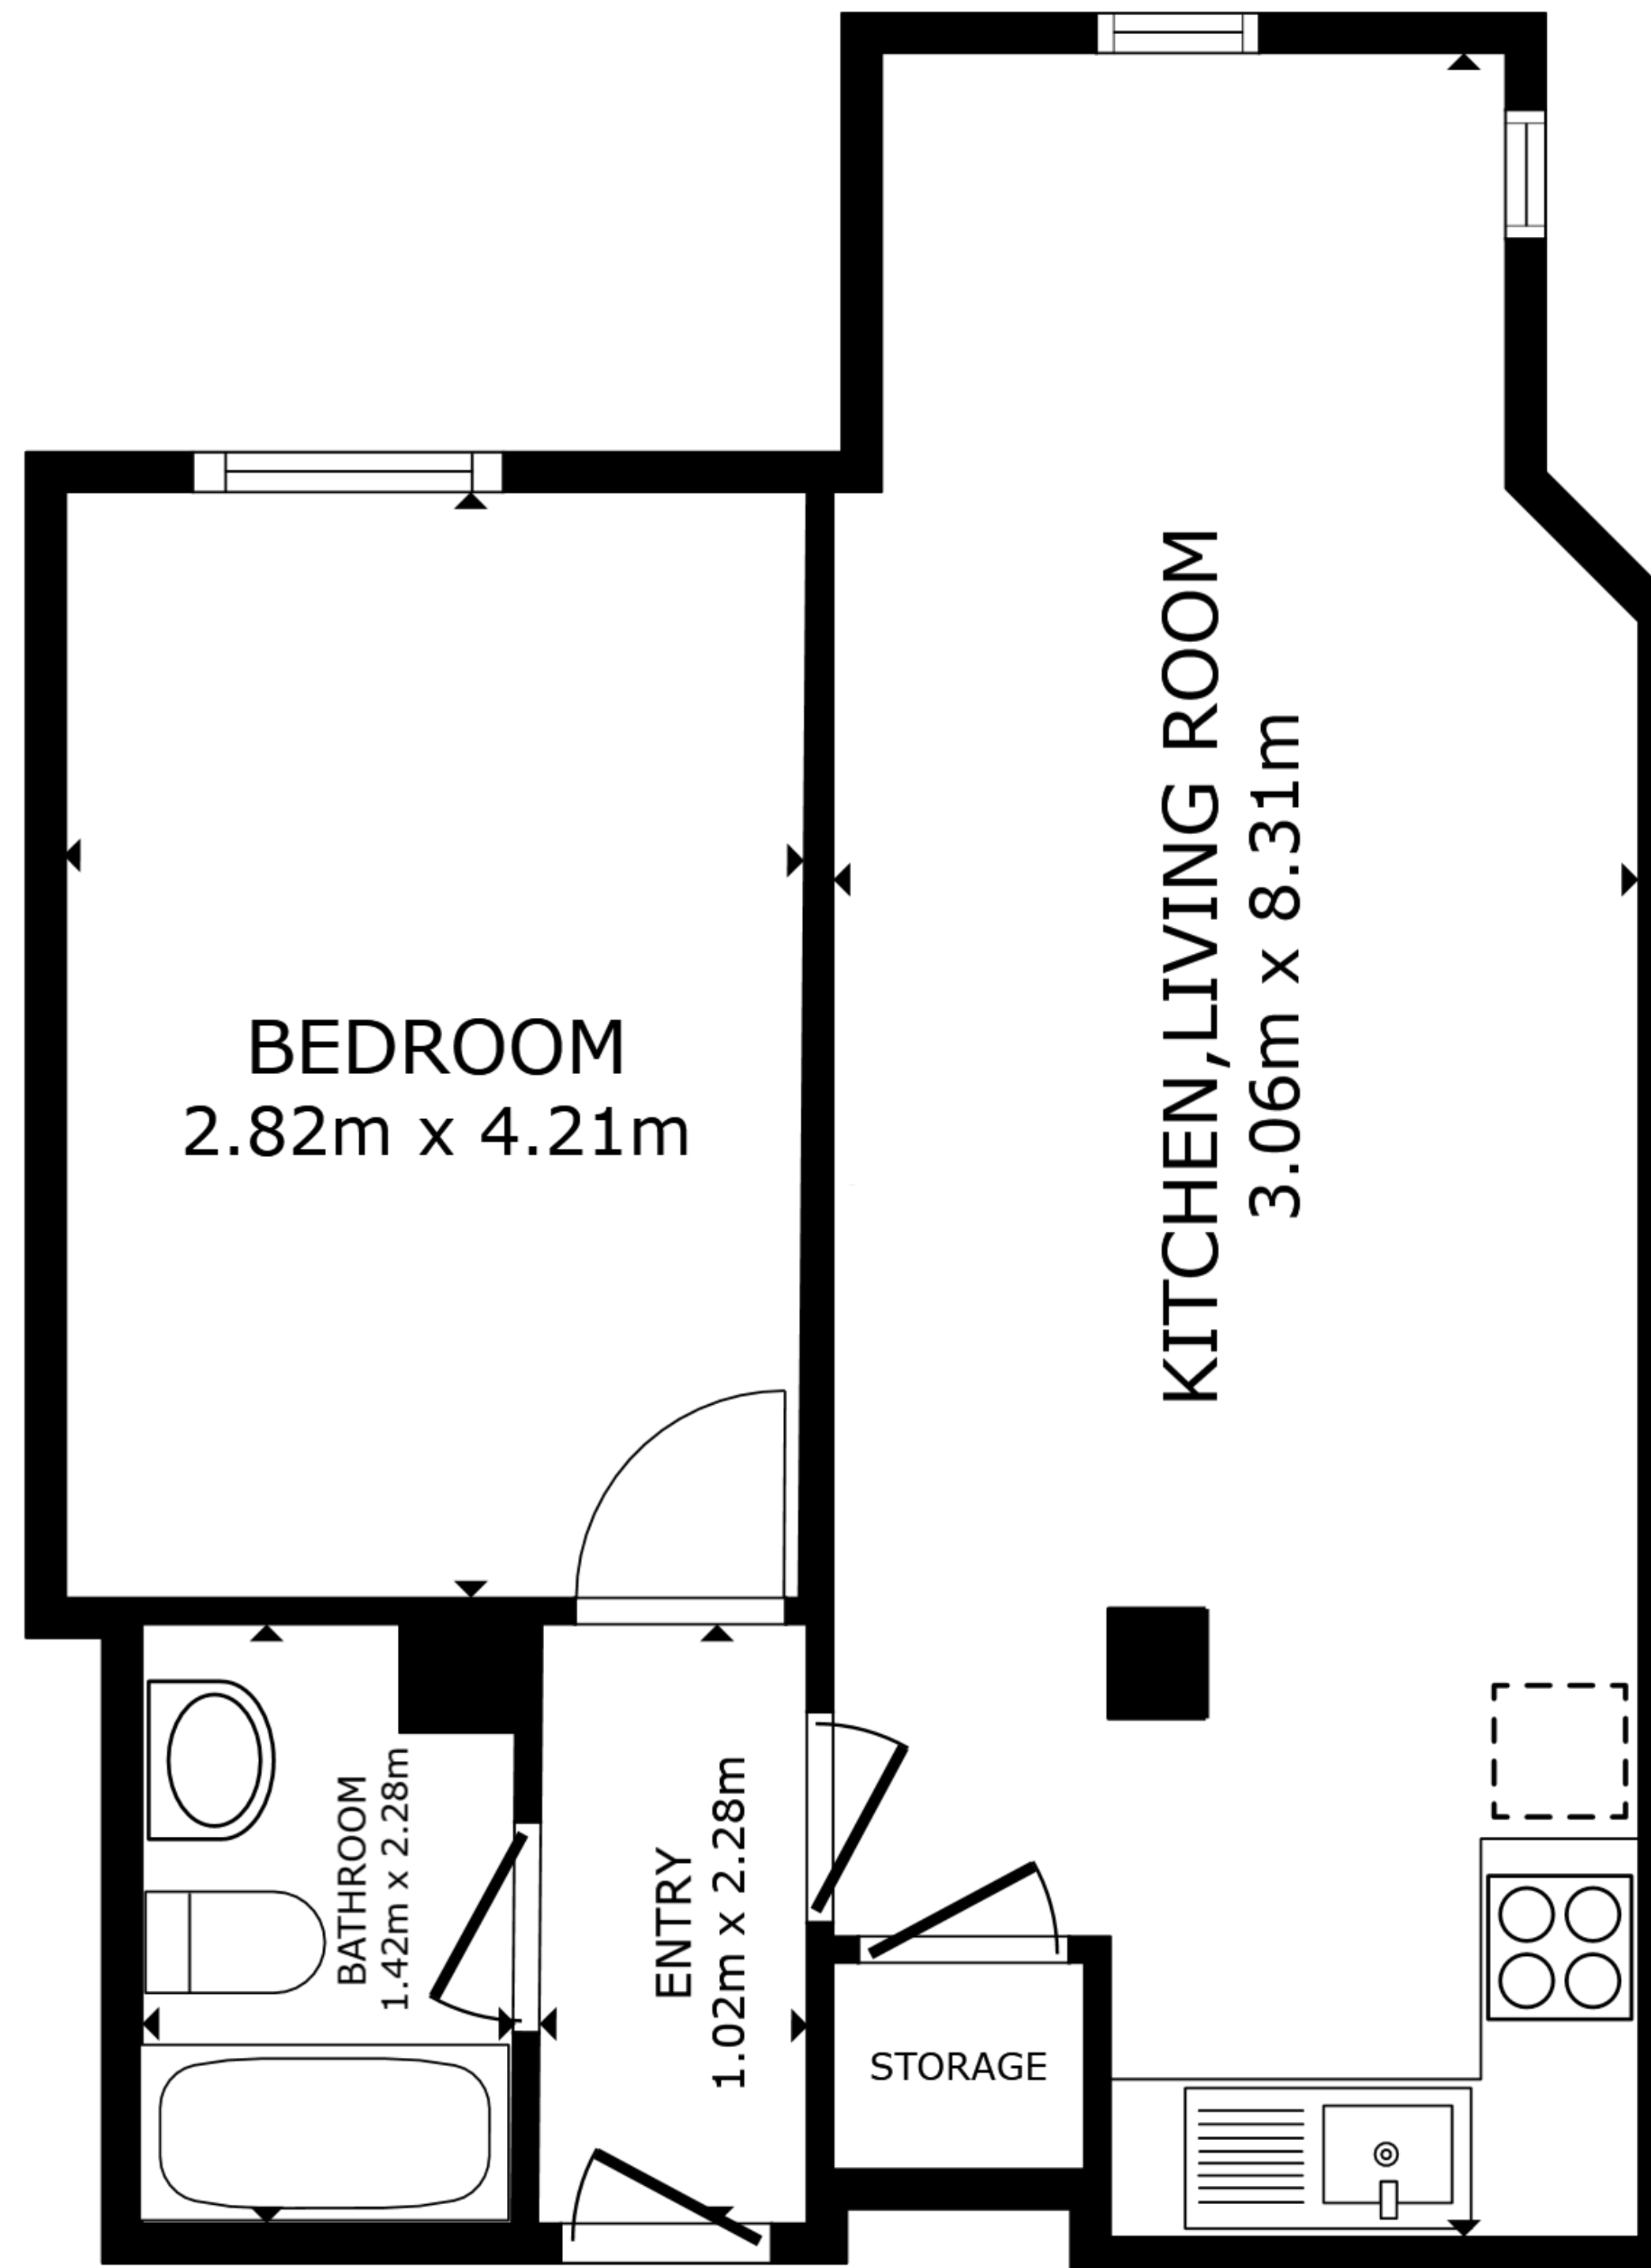 KITCHEN,LIVING ROOM
3.06m x 8.31m
BEDROOM
2.82m x 4.21m
BATHROOM
1.42m x 2.28m
ENTRY
1.02m x 2.28m
STORAGE